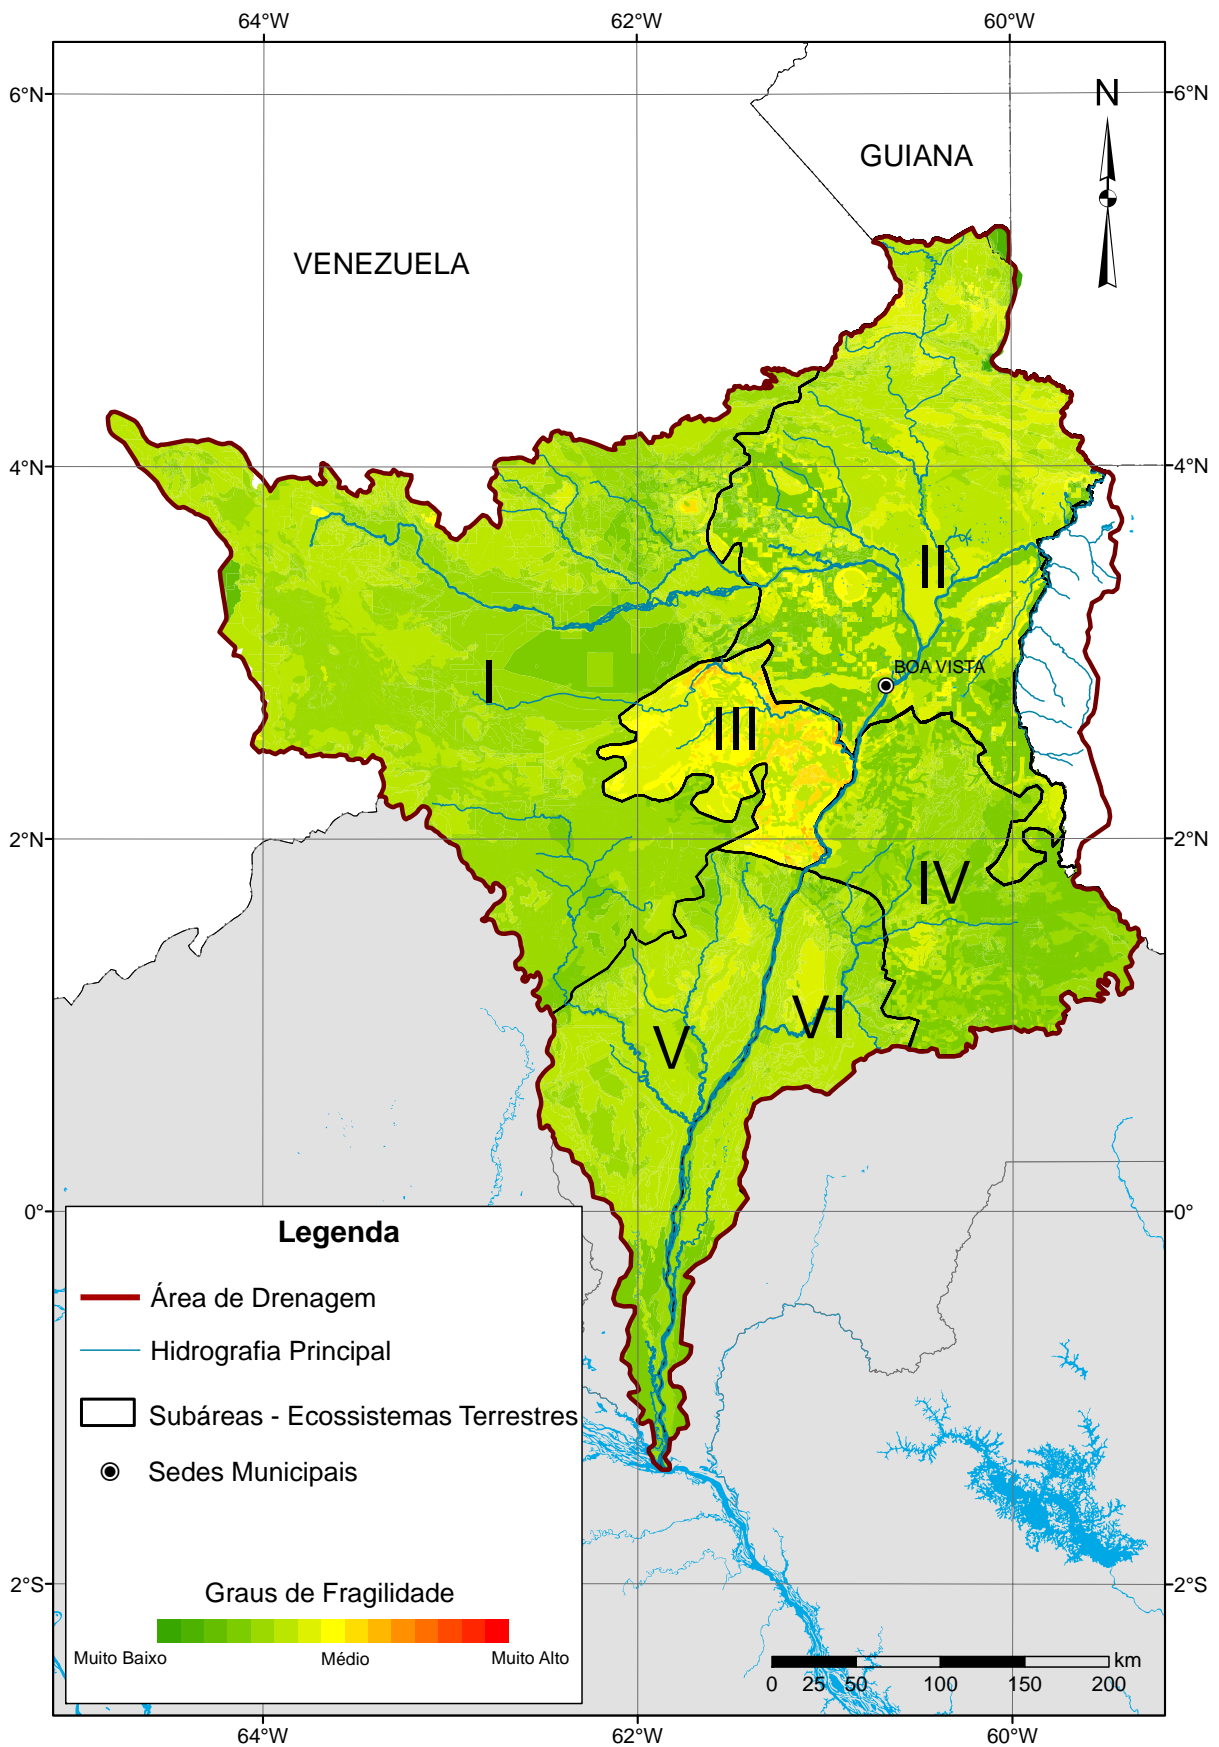 64°W 62°W 60°W
6°N 6°N
N
GUIANA
VENEZUELA
4°N 4°N
II
BOA VISTA
I
III
2°N 2°N
IV
VI
V
0° 0°
Legenda
Área de Drenagem
Hidrografia Principal
Subáreas - Ecossistemas Terrestres
Sedes Municipais
2°S 2°S
Graus de Fragilidade
Muito Baixo Médio Muito Alto
km
0 25 50 100 150 200
64°W 62°W 60°W